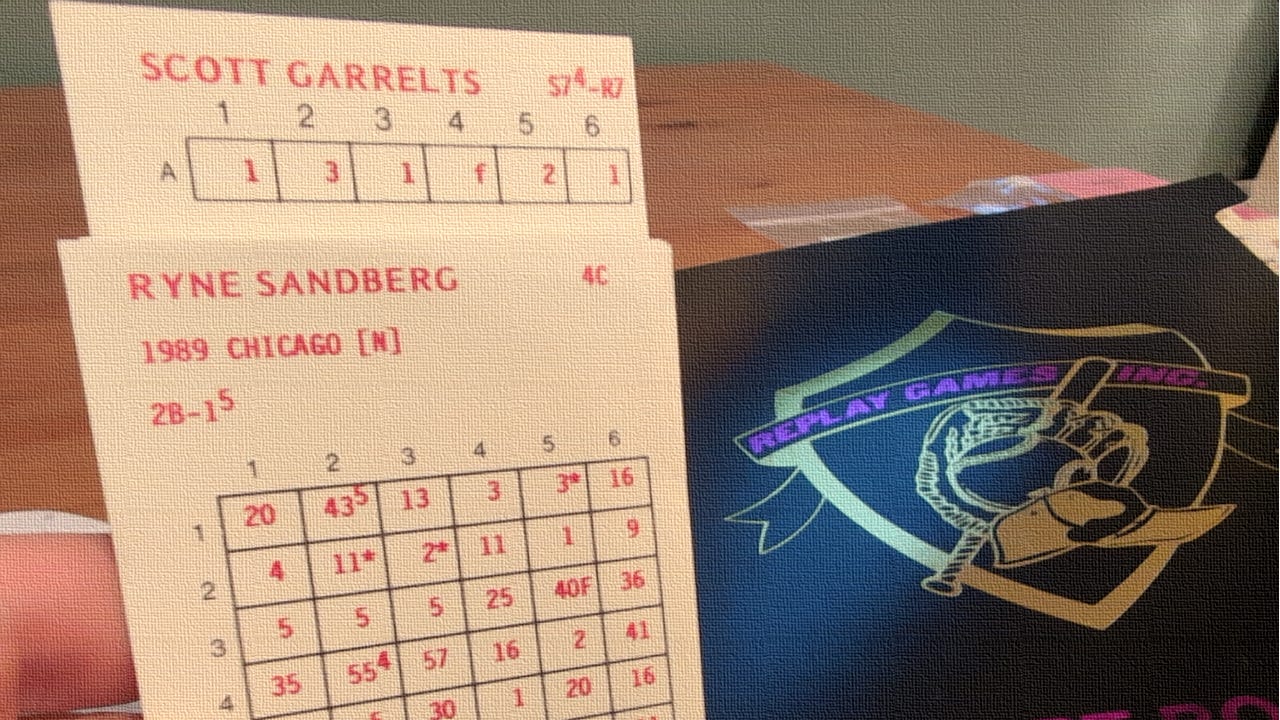 SCOTT GARRELTS S7⁴-R7
1 2 3 4 5 6
A 1 3 1 f 2 1
RYNE SANDBERG 4C
1989 CHICAGO [N]
2B-1⁵
1 2 3 4 5 6
1 20 43⁵ 13 3 3* 16
2 4 11* 2* 11 1 9
3 5 5 5 25 40F 36
4 35 55⁴ 57 16 2 41
30 1 20 16
REPLAY GAMES INC.